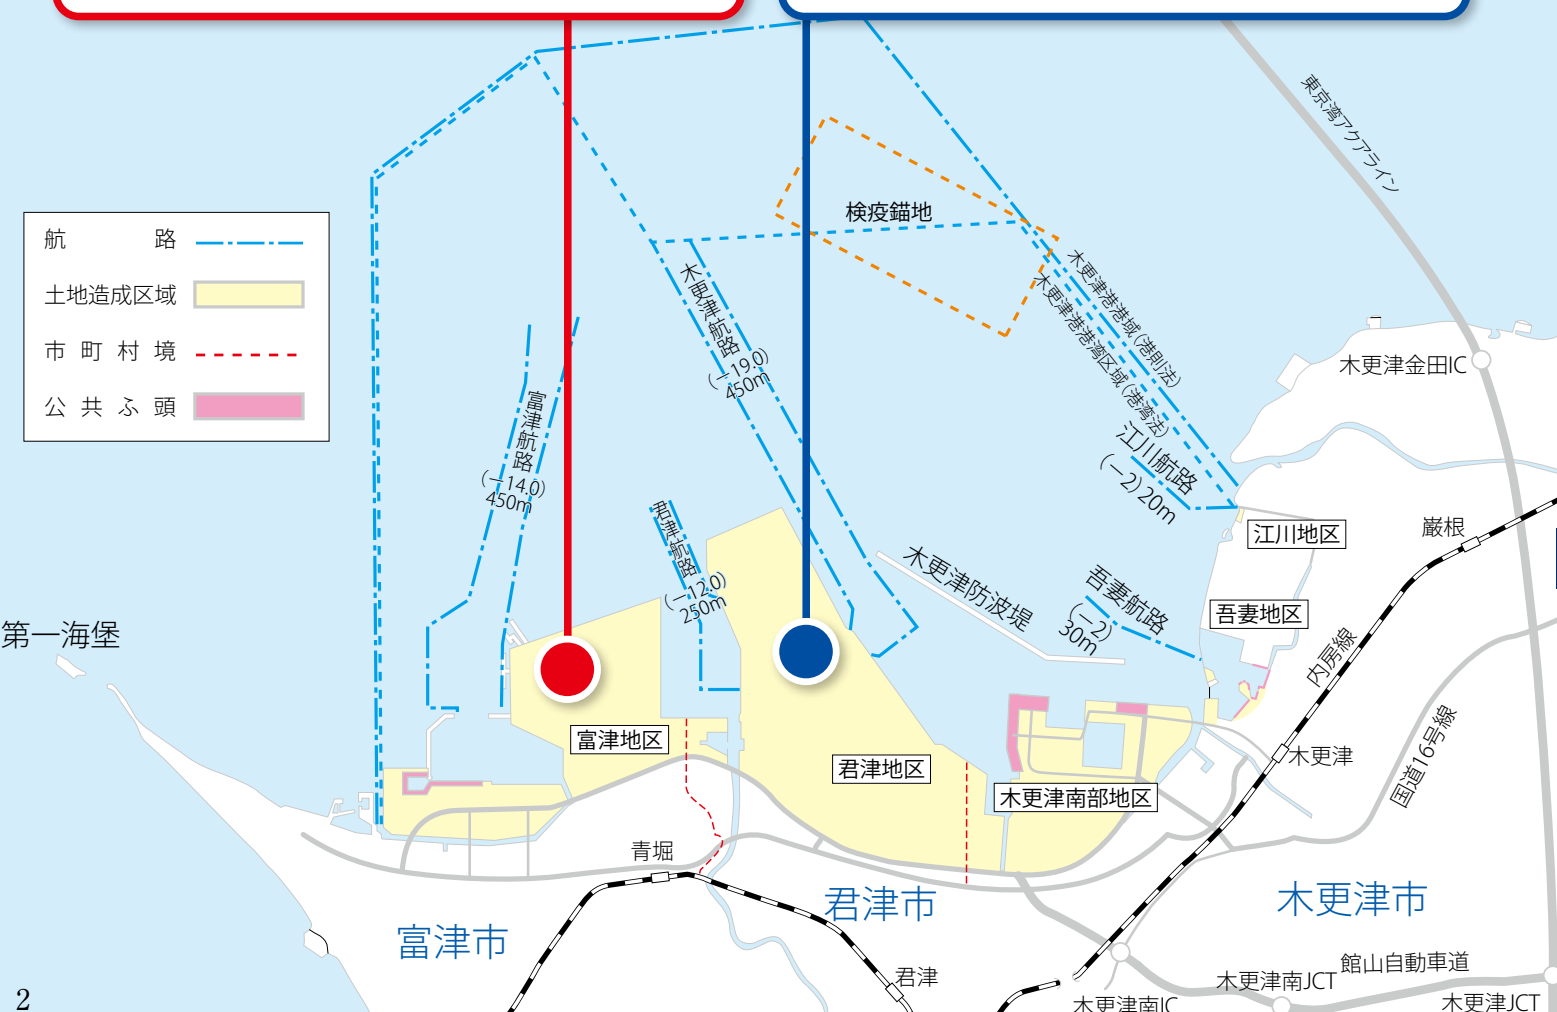 東京湾アクアライン
検疫錨地
航路
土地造成区域
市町村境
公共ふ頭
木更津港港域(港則法)
木更津港港湾区域(港湾法)
木更津航路
(－19.0)
450m
木更津金田IC
富津航路
(－14.0)
450m
江川航路
(－2)20m
君津航路
(－12.0)
250m
江川地区
巌根
木更津防波堤
吾妻航路
(－2)
30m
吾妻地区
第一海堡
内房線
富津地区
君津地区
木更津南部地区
木更津
国道16号線
青堀
君津市
木更津市
富津市
君津
館山自動車道
木更津南JCT
木更津南IC
木更津JCT
2